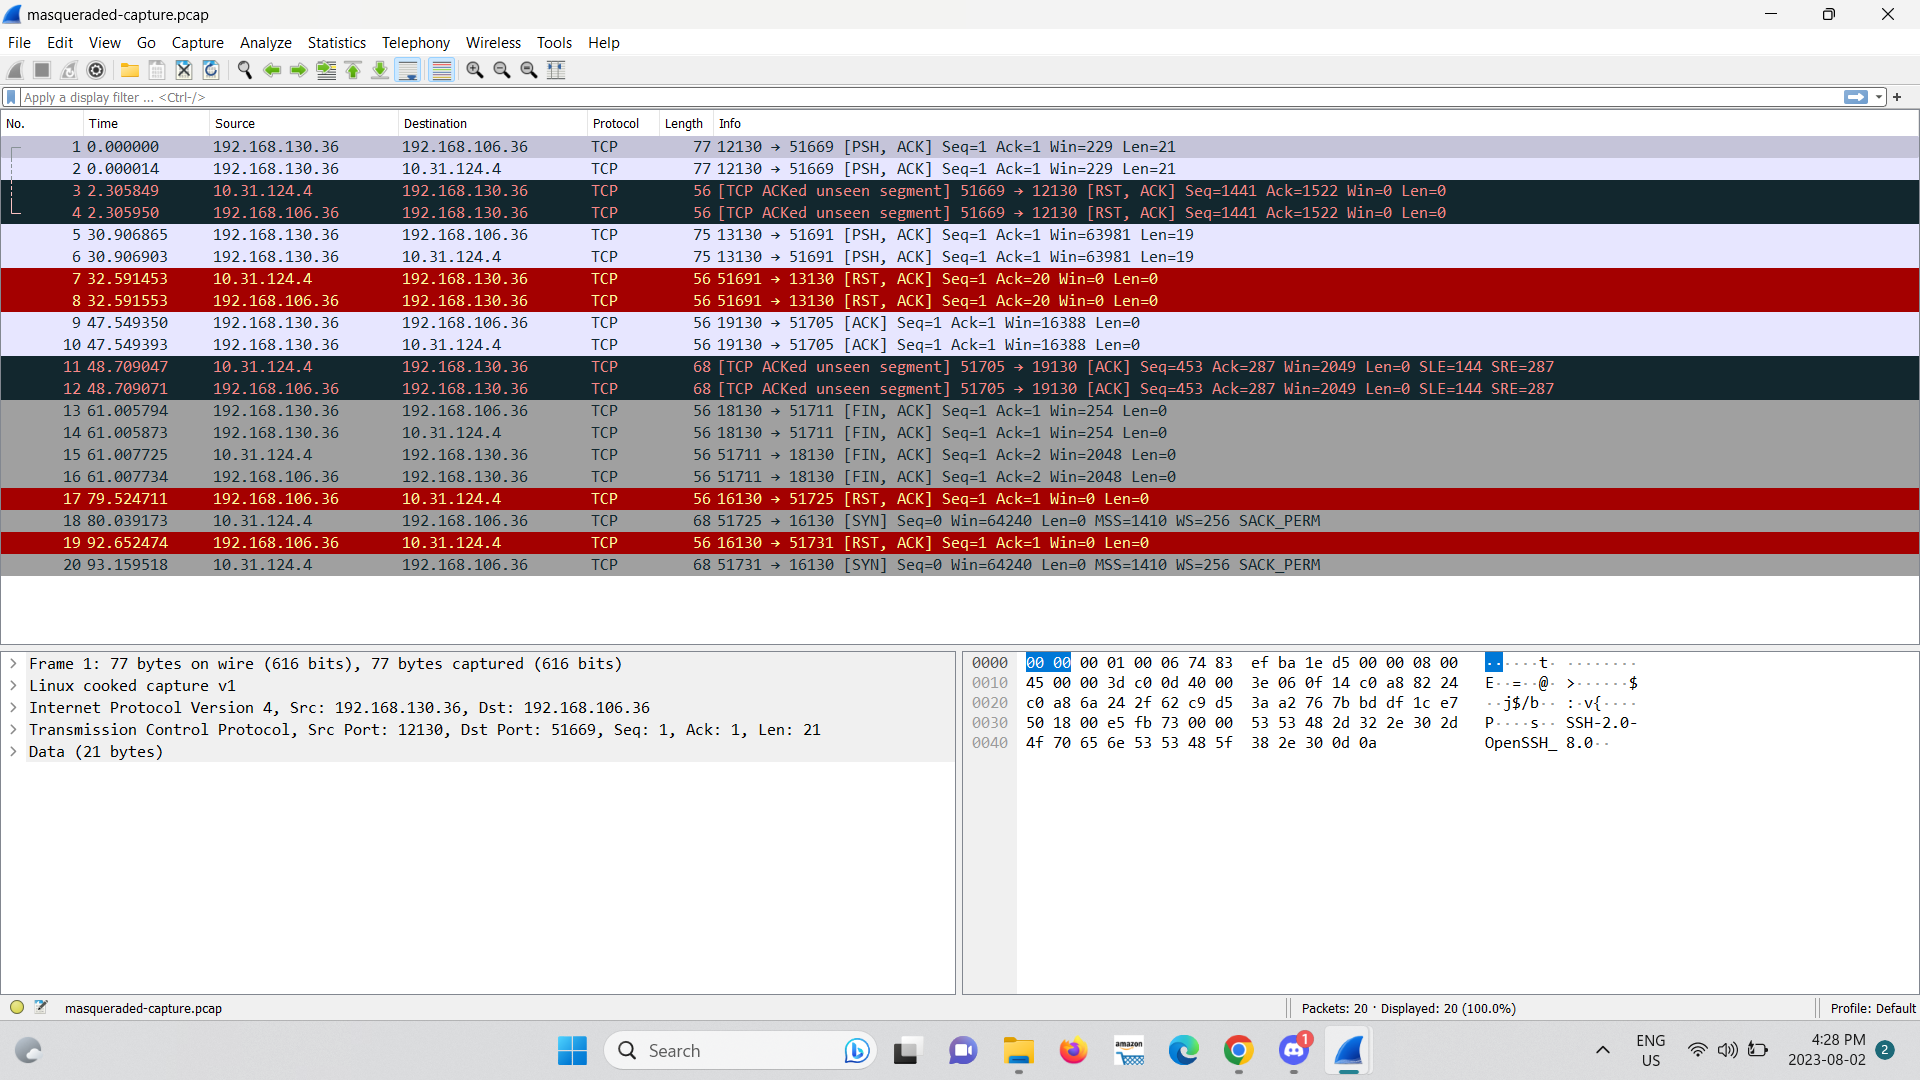 masqueraded-capture.pcap
File Edit View Go Capture Analyze Statistics Telephony Wireless Tools Help
Apply a display filter ... <Ctrl-/>
No. Time Source Destination Protocol Length Info
1 0.000000 192.168.130.36 192.168.106.36 TCP 77 12130 → 51669 [PSH, ACK] Seq=1 Ack=1 Win=229 Len=21
2 0.000014 192.168.130.36 10.31.124.4 TCP 77 12130 → 51669 [PSH, ACK] Seq=1 Ack=1 Win=229 Len=21
3 2.305849 10.31.124.4 192.168.130.36 TCP 56 [TCP ACKed unseen segment] 51669 → 12130 [RST, ACK] Seq=1441 Ack=1522 Win=0 Len=0
4 2.305950 192.168.106.36 192.168.130.36 TCP 56 [TCP ACKed unseen segment] 51669 → 12130 [RST, ACK] Seq=1441 Ack=1522 Win=0 Len=0
5 30.906865 192.168.130.36 192.168.106.36 TCP 75 13130 → 51691 [PSH, ACK] Seq=1 Ack=1 Win=63981 Len=19
6 30.906903 192.168.130.36 10.31.124.4 TCP 75 13130 → 51691 [PSH, ACK] Seq=1 Ack=1 Win=63981 Len=19
7 32.591453 10.31.124.4 192.168.130.36 TCP 56 51691 → 13130 [RST, ACK] Seq=1 Ack=20 Win=0 Len=0
8 32.591553 192.168.106.36 192.168.130.36 TCP 56 51691 → 13130 [RST, ACK] Seq=1 Ack=20 Win=0 Len=0
9 47.549350 192.168.130.36 192.168.106.36 TCP 56 19130 → 51705 [ACK] Seq=1 Ack=1 Win=16388 Len=0
10 47.549393 192.168.130.36 10.31.124.4 TCP 56 19130 → 51705 [ACK] Seq=1 Ack=1 Win=16388 Len=0
11 48.709047 10.31.124.4 192.168.130.36 TCP 68 [TCP ACKed unseen segment] 51705 → 19130 [ACK] Seq=453 Ack=287 Win=2049 Len=0 SLE=144 SRE=287
12 48.709071 192.168.106.36 192.168.130.36 TCP 68 [TCP ACKed unseen segment] 51705 → 19130 [ACK] Seq=453 Ack=287 Win=2049 Len=0 SLE=144 SRE=287
13 61.005794 192.168.130.36 192.168.106.36 TCP 56 18130 → 51711 [FIN, ACK] Seq=1 Ack=1 Win=254 Len=0
14 61.005873 192.168.130.36 10.31.124.4 TCP 56 18130 → 51711 [FIN, ACK] Seq=1 Ack=1 Win=254 Len=0
15 61.007725 10.31.124.4 192.168.130.36 TCP 56 51711 → 18130 [FIN, ACK] Seq=1 Ack=2 Win=2048 Len=0
16 61.007734 192.168.106.36 192.168.130.36 TCP 56 51711 → 18130 [FIN, ACK] Seq=1 Ack=2 Win=2048 Len=0
17 79.524711 192.168.106.36 10.31.124.4 TCP 56 16130 → 51725 [RST, ACK] Seq=1 Ack=1 Win=0 Len=0
18 80.039173 10.31.124.4 192.168.106.36 TCP 68 51725 → 16130 [SYN] Seq=0 Win=64240 Len=0 MSS=1410 WS=256 SACK_PERM
19 92.652474 192.168.106.36 10.31.124.4 TCP 56 16130 → 51731 [RST, ACK] Seq=1 Ack=1 Win=0 Len=0
20 93.159518 10.31.124.4 192.168.106.36 TCP 68 51731 → 16130 [SYN] Seq=0 Win=64240 Len=0 MSS=1410 WS=256 SACK_PERM
Frame 1: 77 bytes on wire (616 bits), 77 bytes captured (616 bits)
Linux cooked capture v1
Internet Protocol Version 4, Src: 192.168.130.36, Dst: 192.168.106.36
Transmission Control Protocol, Src Port: 12130, Dst Port: 51669, Seq: 1, Ack: 1, Len: 21
Data (21 bytes)
0000 00 00 00 01 00 06 74 83 ef ba 1e d5 00 00 08 00 ······t· ········
0010 45 00 00 3d c0 0d 40 00 3e 06 0f 14 c0 a8 82 24 E··=··@· >······$
0020 c0 a8 6a 24 2f 62 c9 d5 3a a2 76 7b bd df 1c e7 ··j$/b·· :·v{····
0030 50 18 00 e5 fb 73 00 00 53 53 48 2d 32 2e 30 2d P····s·· SSH-2.0-
0040 4f 70 65 6e 53 53 48 5f 38 2e 30 0d 0a OpenSSH_ 8.0··
masqueraded-capture.pcap Packets: 20 · Displayed: 20 (100.0%) Profile: Default
Search
amazon
1
ENG
US
4:28 PM
2023-08-02
2